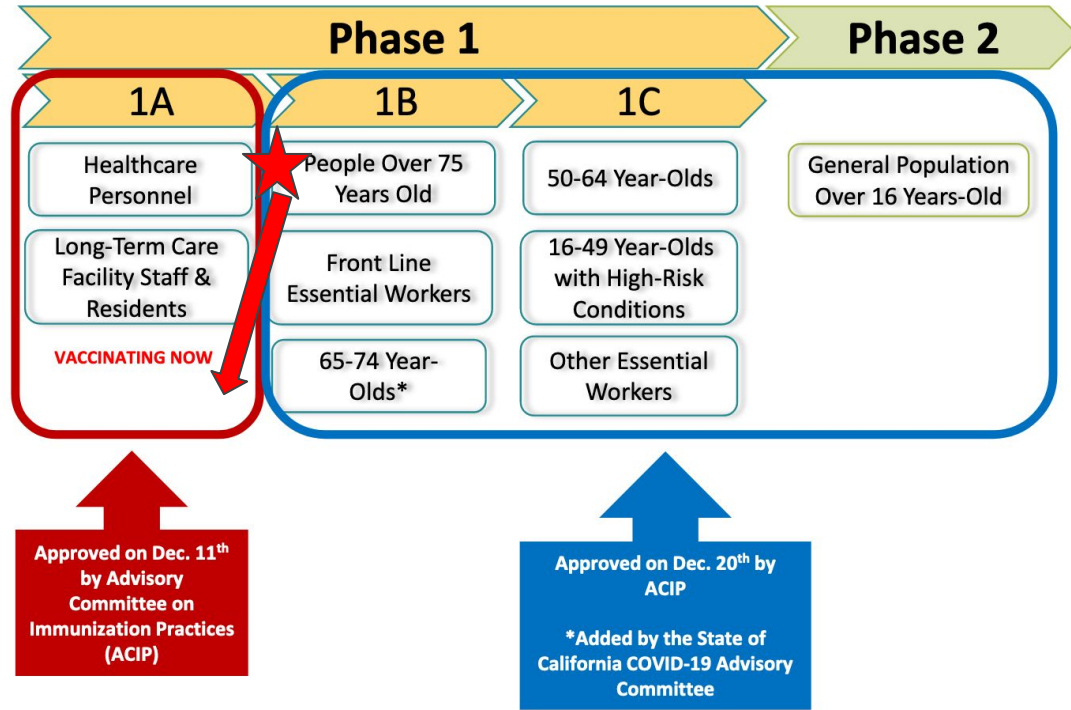 Phase 1
Phase 2
1A
1B
1C
Healthcare
Personnel
Long-Term Care
Facility Staff &
Residents
VACCINATING NOW
People Over 75
Years Old
Front Line
Essential Workers
65-74 Year-
Olds*
50-64 Year-Olds
16-49 Year-Olds
with High-Risk
Conditions
Other Essential
Workers
General Population
Over 16 Years-Old
Approved on Dec. 11th
by Advisory
Committee on
Immunization Practices
(ACIP)
Approved on Dec. 20th by
ACIP
*Added by the State of
California COVID-19 Advisory
Committee